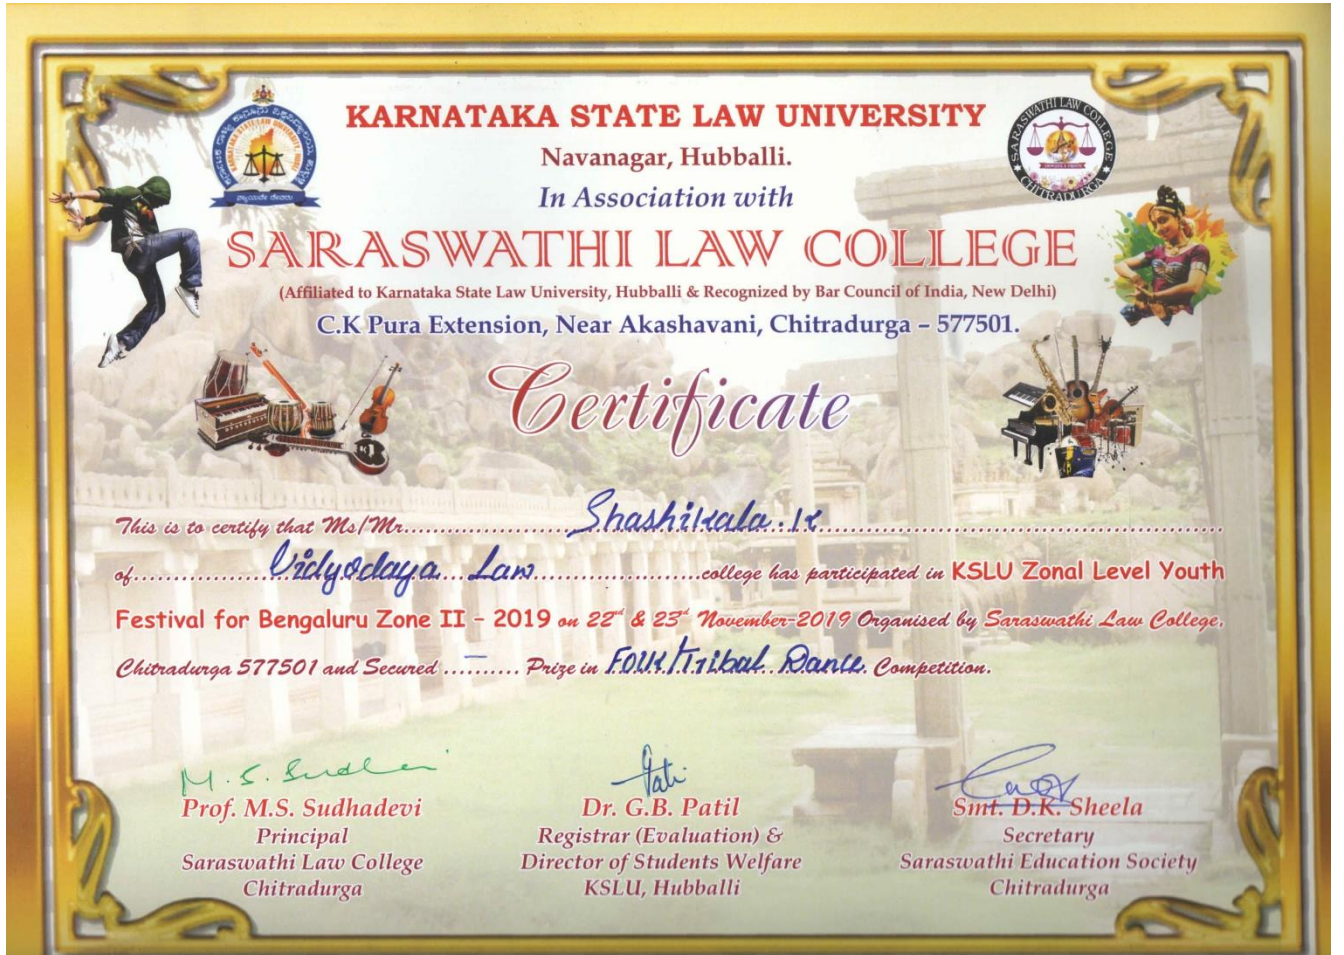 KARNATAKA STATE LAW UNIVERSITY
Navanagar, Hubballi.
In Association with
SARASWATHI LAW COLLEGE
SARASWATHI LAW COLLEGE
CHITRADURGA
(Affiliated to Karnataka State Law University, Hubballi & Recognized by Bar Council of India, New Delhi)
C.K Pura Extension, Near Akashavani, Chitradurga – 577501.
Certificate
This is to certify that Ms/Mr....................Shashikala.K....................
of....................Vidyodaya Law....................college has participated in KSLU Zonal Level Youth
Festival for Bengaluru Zone II – 2019 on 22nd & 23rd November-2019 Organised by Saraswathi Law College,
Chitradurga 577501 and Secured ....–...... Prize in Folk/Tribal Dance. Competition.
M. S. Sudha
Patil
Prof. M.S. Sudhadevi
Dr. G.B. Patil
Smt. D.K. Sheela
Principal
Registrar (Evaluation) &
Secretary
Saraswathi Law College
Director of Students Welfare
Saraswathi Education Society
Chitradurga
KSLU, Hubballi
Chitradurga